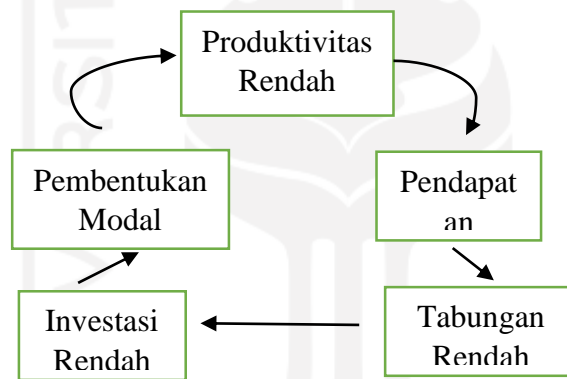 Produktivitas
Rendah
Pendapat
an
Tabungan
Rendah
Investasi
Rendah
Pembentukan
Modal